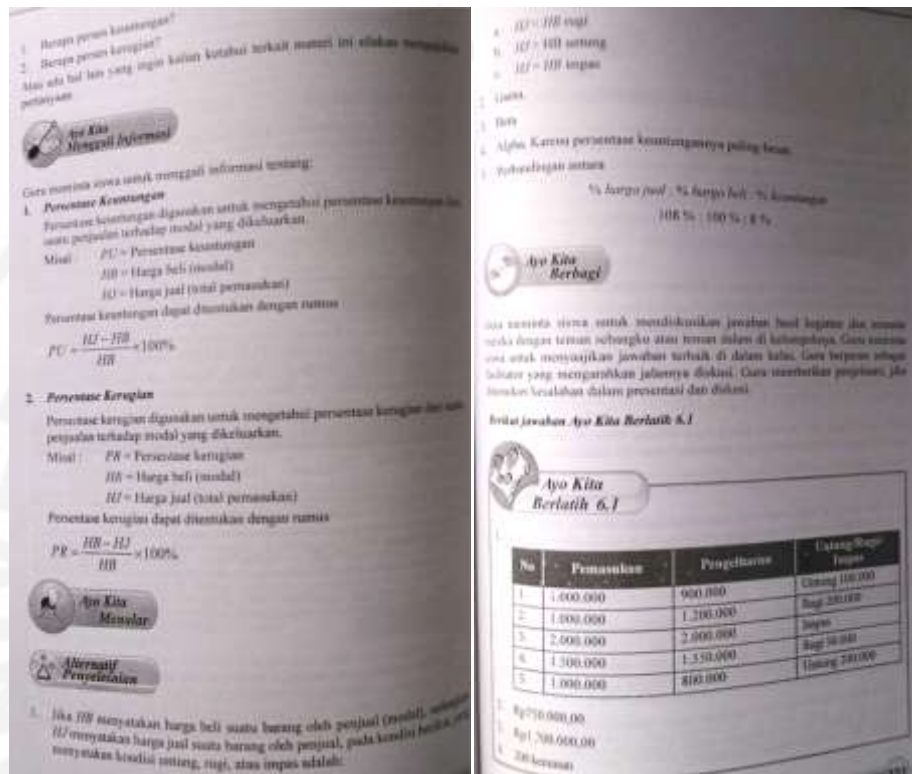 1. Berapa persen keuntungan?
2. Berapa persen kerugian?
Atau ada hal lain yang ingin kalian ketahui terkait materi ini silakan
pertanyaan
Ayo Kita
Menggali Informasi
Guru meminta siswa untuk menggali informasi tentang:
1. Persentase Keuntungan
Persentase keuntungan digunakan untuk mengetahui persentase keuntungan dari
suatu penjualan terhadap modal yang dikeluarkan.
Misal : PU = Persentase keuntungan
HB = Harga beli (modal)
HJ = Harga jual (total pemasukan)
Persentase keuntungan dapat ditentukan dengan rumus
PU = HJ – HB / HB × 100%
2. Persentase Kerugian
Persentase kerugian digunakan untuk mengetahui persentase kerugian dari suatu
penjualan terhadap modal yang dikeluarkan.
Misal : PR = Persentase kerugian
HB = Harga beli (modal)
HJ = Harga jual (total pemasukan)
Persentase kerugian dapat ditentukan dengan rumus
PR = HB – HJ / HB × 100%
Ayo Kita
Menalar
Alternatif
Penyelesaian
1. Jika HB menyatakan harga beli suatu barang oleh penjual (modal),
HJ menyatakan harga jual suatu barang oleh penjual, pada kondisi
menyatakan kondisi untung, rugi, atau impas adalah:
a. HJ < HB rugi
b. HJ > HB untung
c. HJ = HB impas
4. Alpha. Karena persentase keuntungannya paling besar.
5. Perbandingan antara
% harga jual : % harga beli : % keuntungan
108 % : 100 % : 8 %
Ayo Kita
Berbagi
meminta siswa untuk mendiskusikan jawaban hasil kegiatan dan
dengan teman sebangku atau teman dalam di kelompoknya. Guru meminta
untuk menyajikan jawaban terbaik di dalam kelas. Guru berperan sebagai
fasilitator yang mengarahkan jalannya diskusi. Guru memberikan penjelasan, jika
kesalahan dalam presentasi dan diskusi.
Berikut jawaban Ayo Kita Berlatih 6.1
Ayo Kita
Berlatih 6.1
1.
No Pemasukan Pengeluaran Untung/Rugi/Impas
1. 1.000.000 900.000 Untung 100.000
2. 1.000.000 1.200.000 Rugi 200.000
3. 2.000.000 2.000.000 Impas
4. 1.500.000 1.550.000 Rugi 50.000
5. 1.000.000 800.000 Untung 200.000
2. Rp750.000,00
3. Rp1.700.000,00